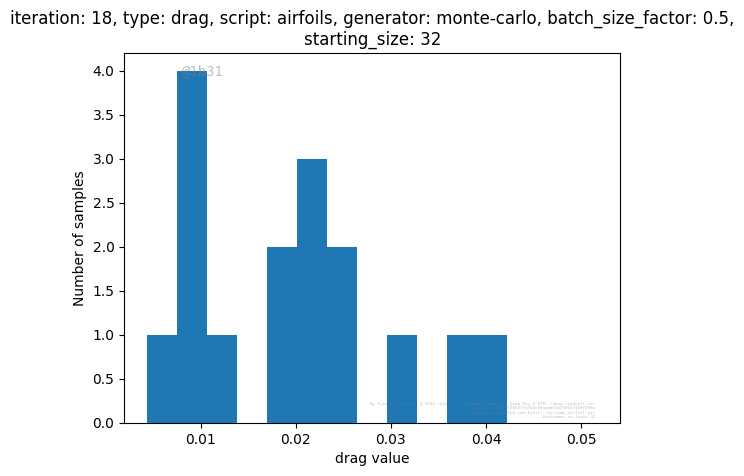 iteration: 18, type: drag, script: airfoils, generator: monte-carlo, batch_size_factor: 0.5,
starting_size: 32
@1b31
4.0
3.5
3.0
2.5
2.0
1.5
1.0
0.5
0.0
Number of samples
0.01
0.02
0.03
0.04
0.05
drag value